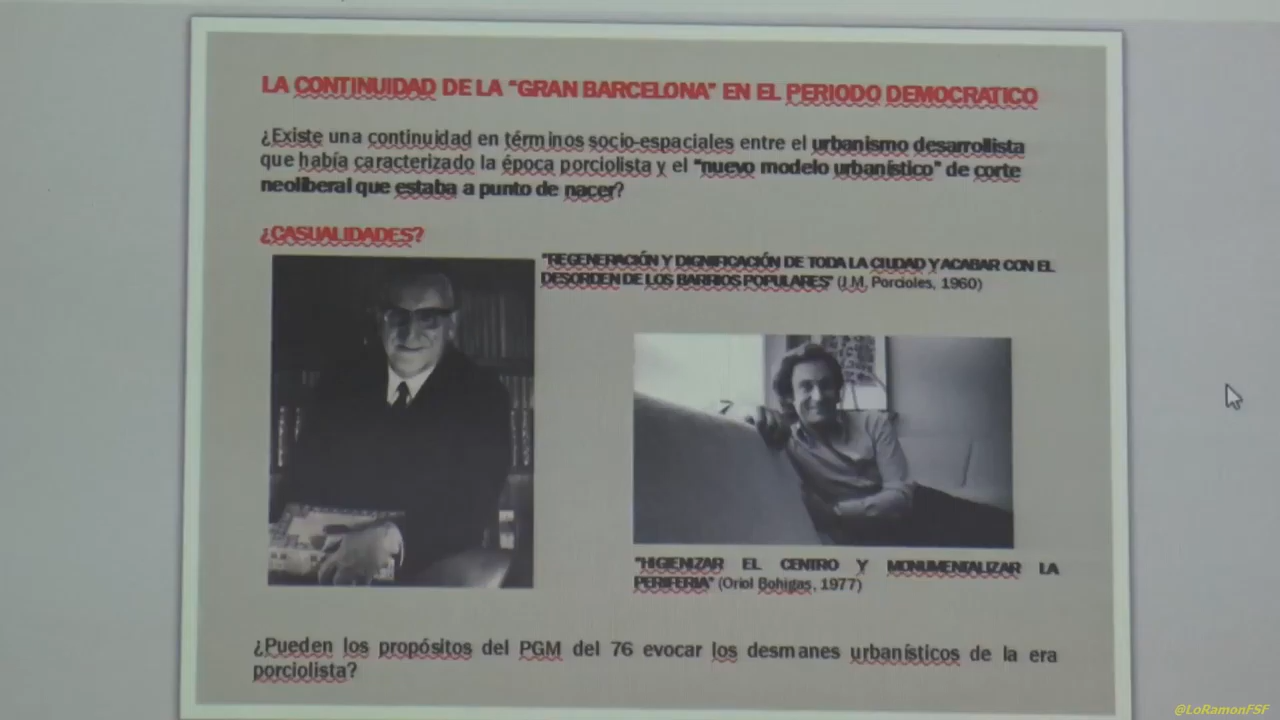 LA CONTINUIDAD DE LA "GRAN BARCELONA" EN EL PERIODO DEMOCRATICO
¿Existe una continuidad en términos socio-espaciales entre el urbanismo desarrollista
que había caracterizado la época porciolista y el "nuevo modelo urbanístico" de corte
neoliberal que estaba a punto de nacer?
¿CASUALIDADES?
"REGENERACIÓN Y DIGNIFICACIÓN DE TODA LA CIUDAD Y ACABAR CON EL
DESORDEN DE LOS BARRIOS POPULARES" (J.M. Porcioles, 1960)
"HIGIENIZAR EL CENTRO Y MONUMENTALIZAR LA
PERIFERIA" (Oriol Bohigas, 1977)
¿Pueden los propósitos del PGM del 76 evocar los desmanes urbanísticos de la era
porciolista?
@LoRamonFSF